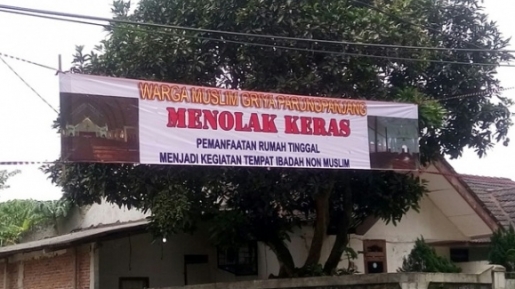 WARGA MUSLIM GRIYA PARUNGPANJANG
MENOLAK KERAS
PEMANFAATAN RUMAH TINGGAL
MENJADI KEGIATAN TEMPAT IBADAH NON MUSLIM